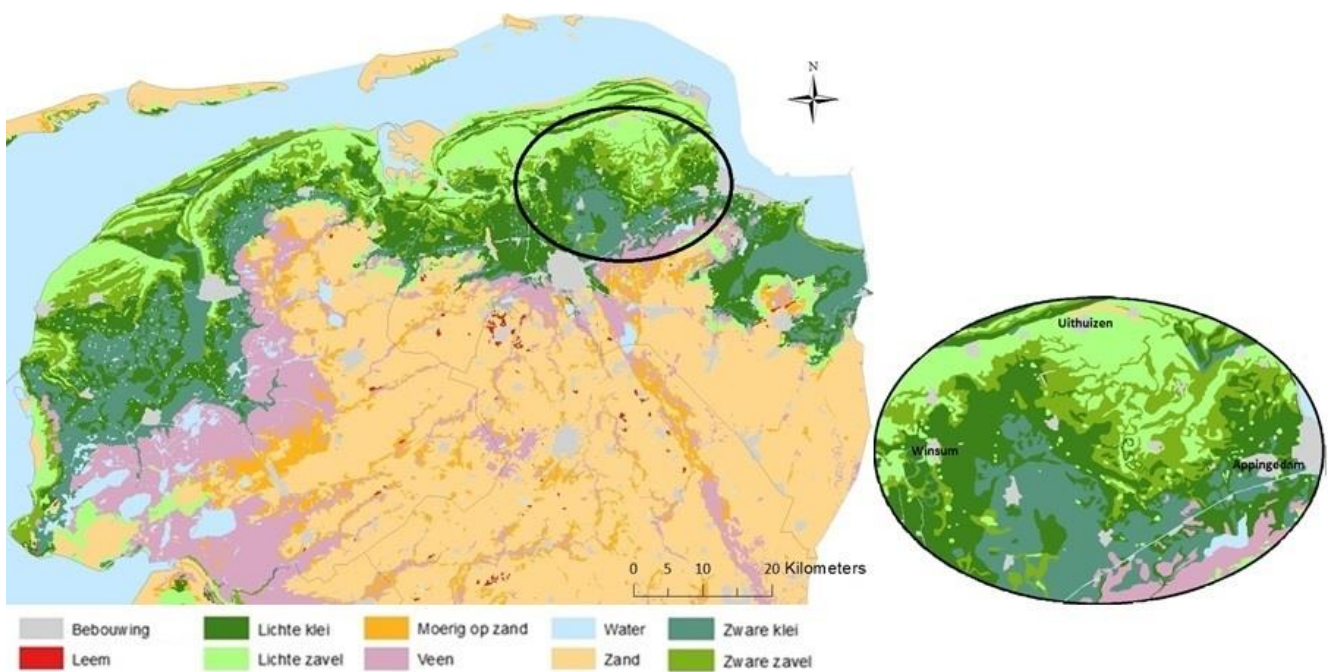 N
Uithuizen
Winsum
Appingedam
0 5 10 20 Kilometers
Bebouwing Lichte klei Moerig op zand Water Zware klei
Leem Lichte zavel Veen Zand Zware zavel